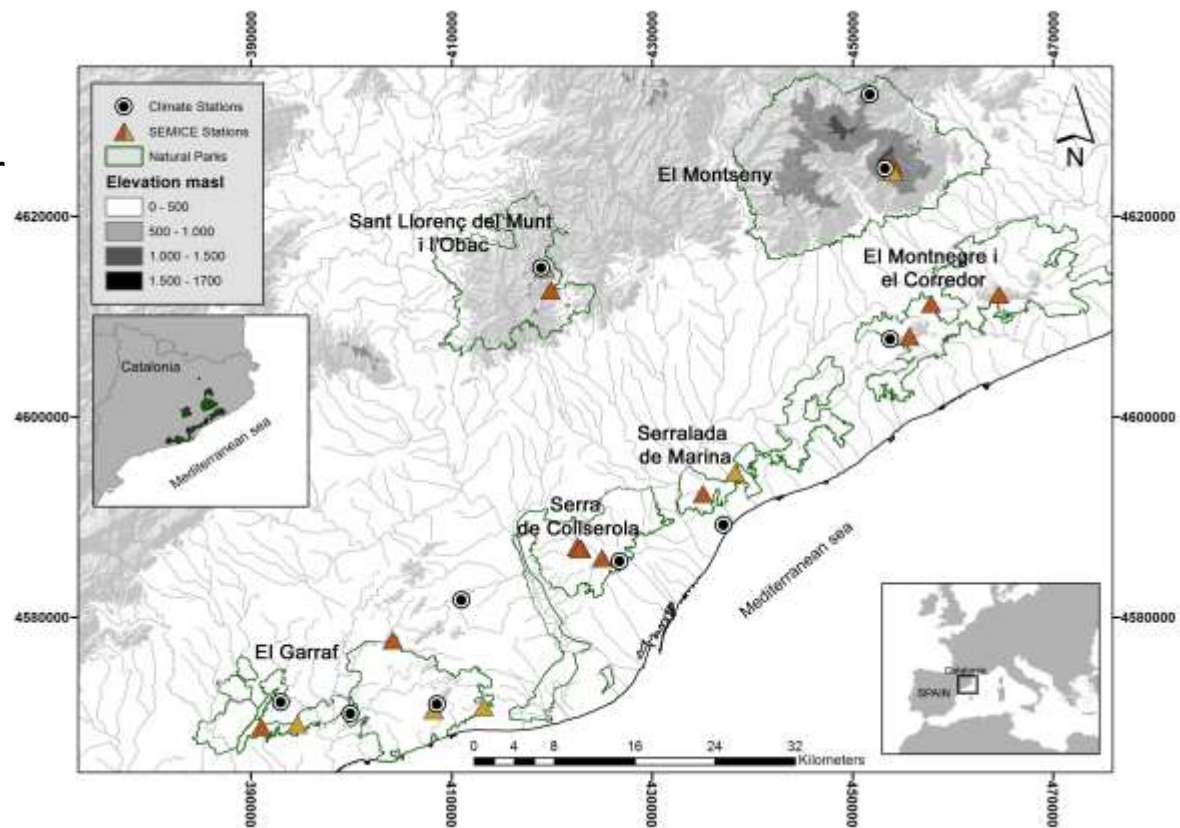 390000
410000
430000
450000
470000
Climate Stations
SEMICE Stations
Natural Parks
Elevation masl
0 - 500
500 - 1.000
1.000 - 1.500
1.500 - 1700
N
El Montseny
4620000
4620000
Sant Llorenç del Munt
i l'Obac
El Montnegre i
el Corredor
Catalonia
Mediterranean sea
4600000
4600000
Serralada
de Marina
Serra
de Collserola
Mediterranean sea
4580000
4580000
El Garraf
Catalonia
SPAIN
0 4 8 16 24 32
Kilometers
390000
410000
430000
450000
470000